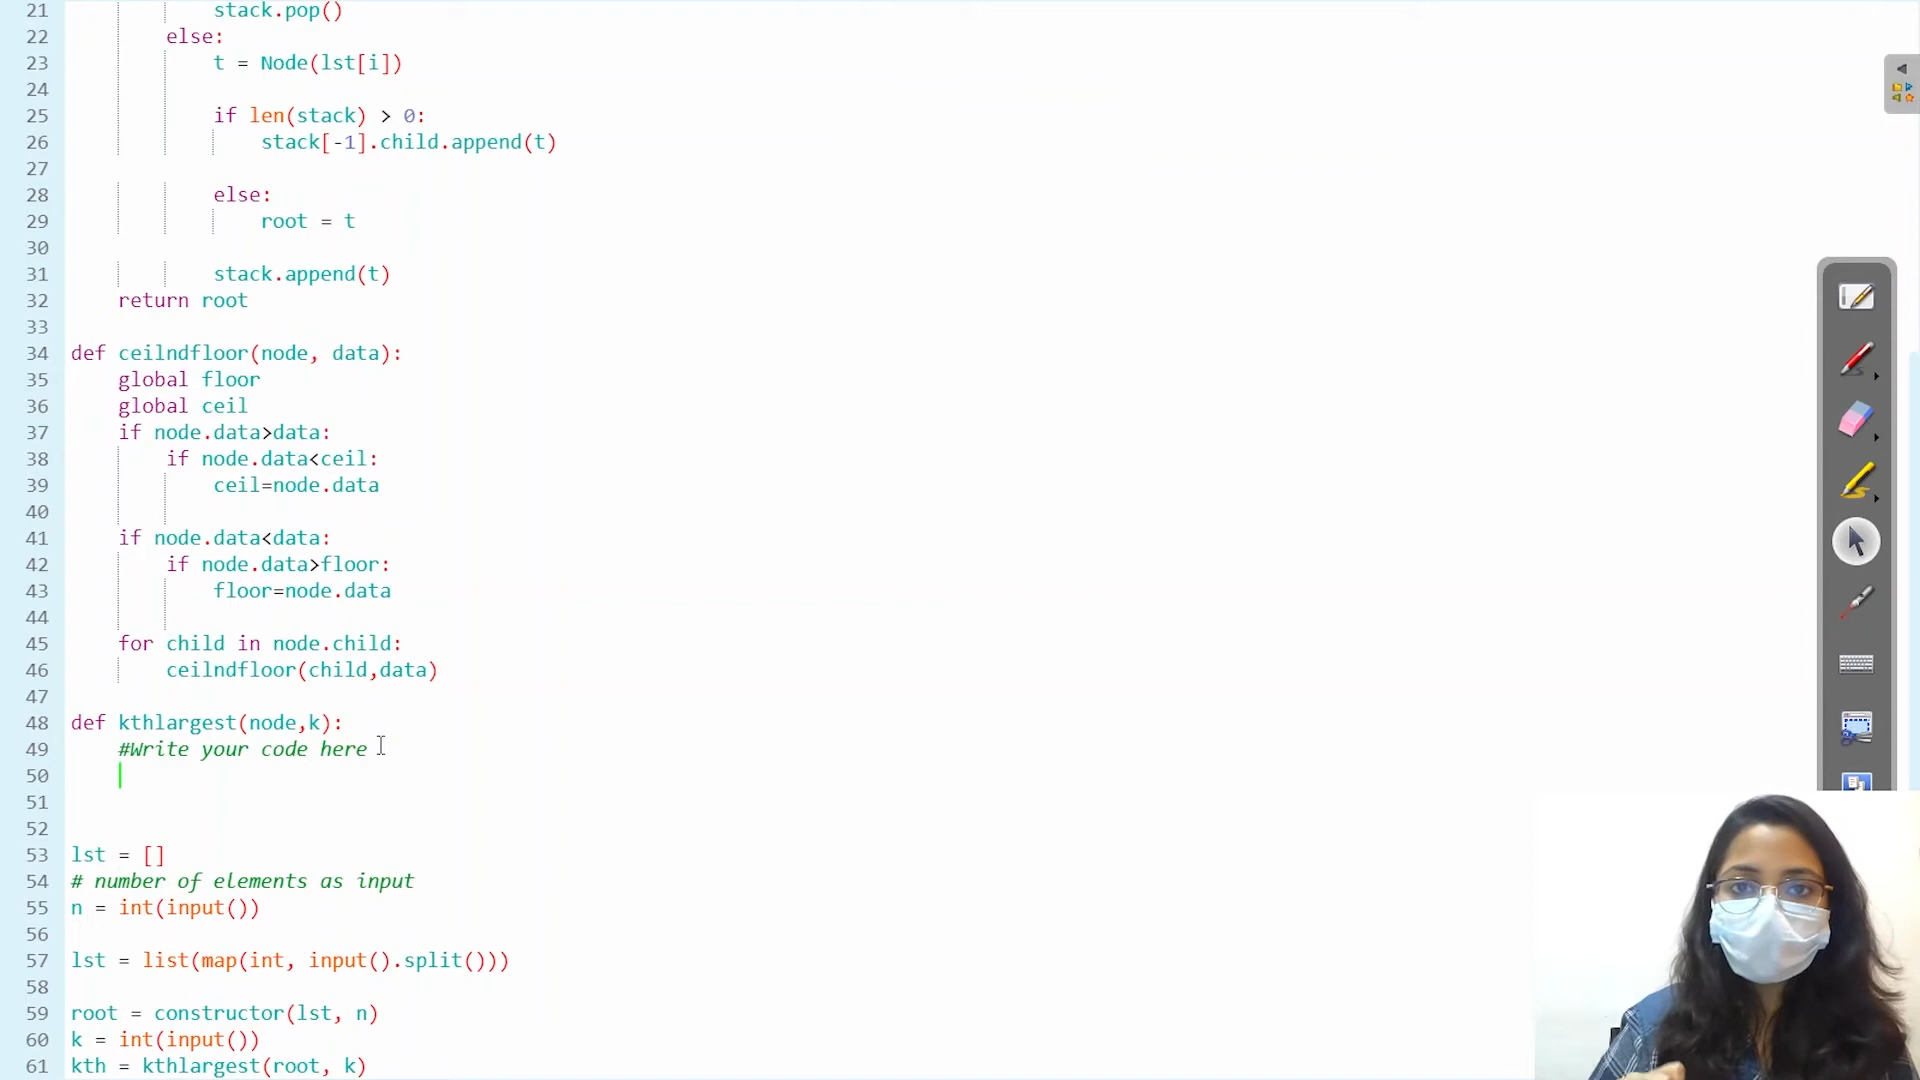 21 stack.pop()
22 else:
23 t = Node(lst[i])
24
25 if len(stack) > 0:
26 stack[-1].child.append(t)
27
28 else:
29 root = t
30
31 stack.append(t)
32 return root
33
34 def ceilndfloor(node, data):
35 global floor
36 global ceil
37 if node.data>data:
38 if node.data<ceil:
39 ceil=node.data
40
41 if node.data<data:
42 if node.data>floor:
43 floor=node.data
44
45 for child in node.child:
46 ceilndfloor(child,data)
47
48 def kthlargest(node,k):
49 #Write your code here
50
51
52
53 lst = []
54 # number of elements as input
55 n = int(input())
56
57 lst = list(map(int, input().split()))
58
59 root = constructor(lst, n)
60 k = int(input())
61 kth = kthlargest(root, k)